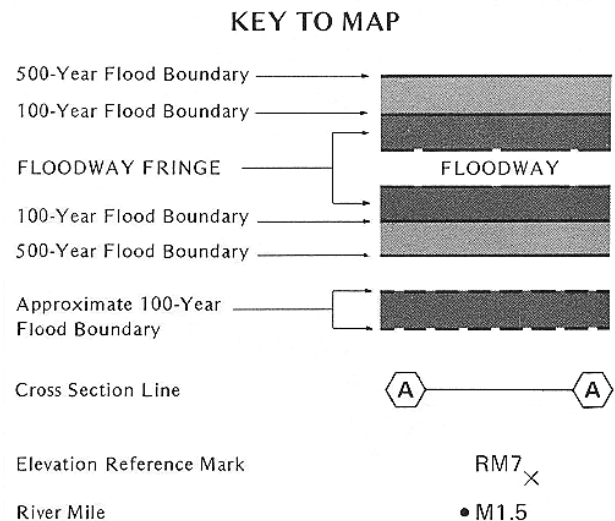 KEY TO MAP
500-Year Flood Boundary
100-Year Flood Boundary
FLOODWAY FRINGE
FLOODWAY
100-Year Flood Boundary
500-Year Flood Boundary
Approximate 100-Year
Flood Boundary
Cross Section Line
A A
Elevation Reference Mark
RM7
River Mile
M1.5